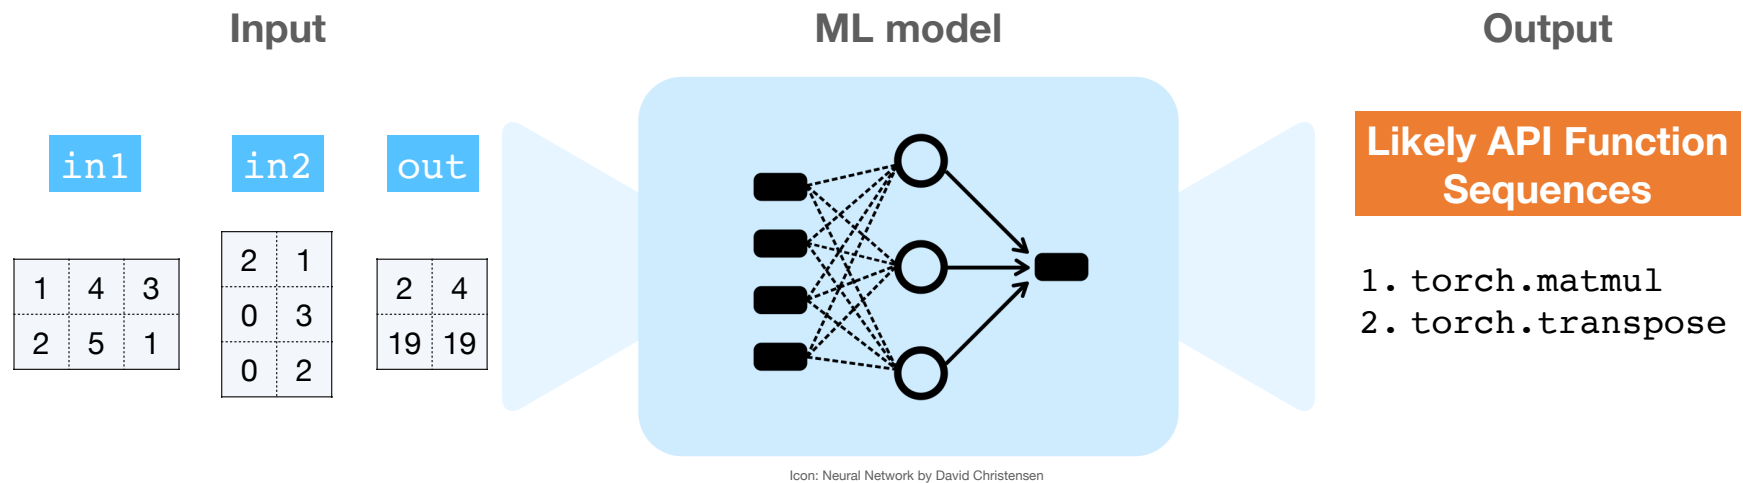 Input
ML model
Output
in1
in2
out
1 4 3
2 5 1
2 1
0 3
0 2
2 4
19 19
Likely API Function
Sequences
1. torch.matmul
2. torch.transpose
Icon: Neural Network by David Christensen